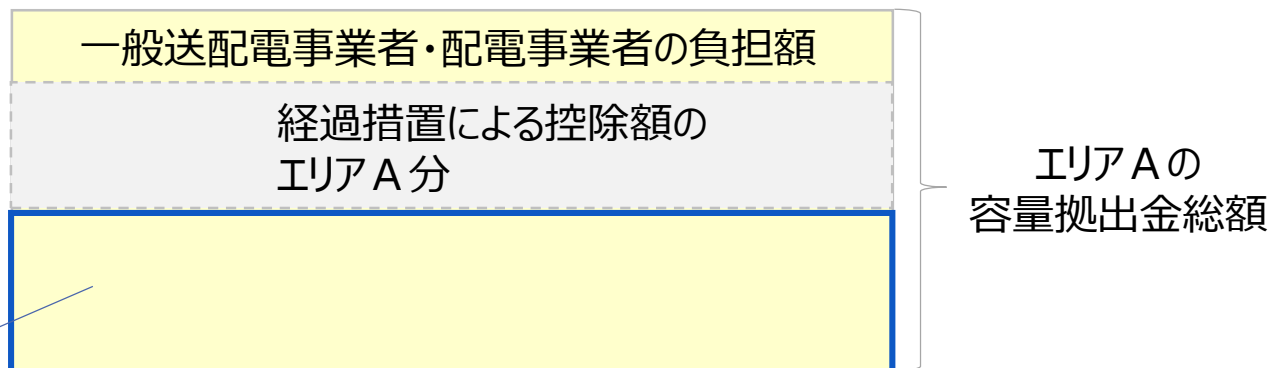 一般送配電事業者・配電事業者の負担額
経過措置による控除額の
エリアA分
エリアAの
容量拠出金総額